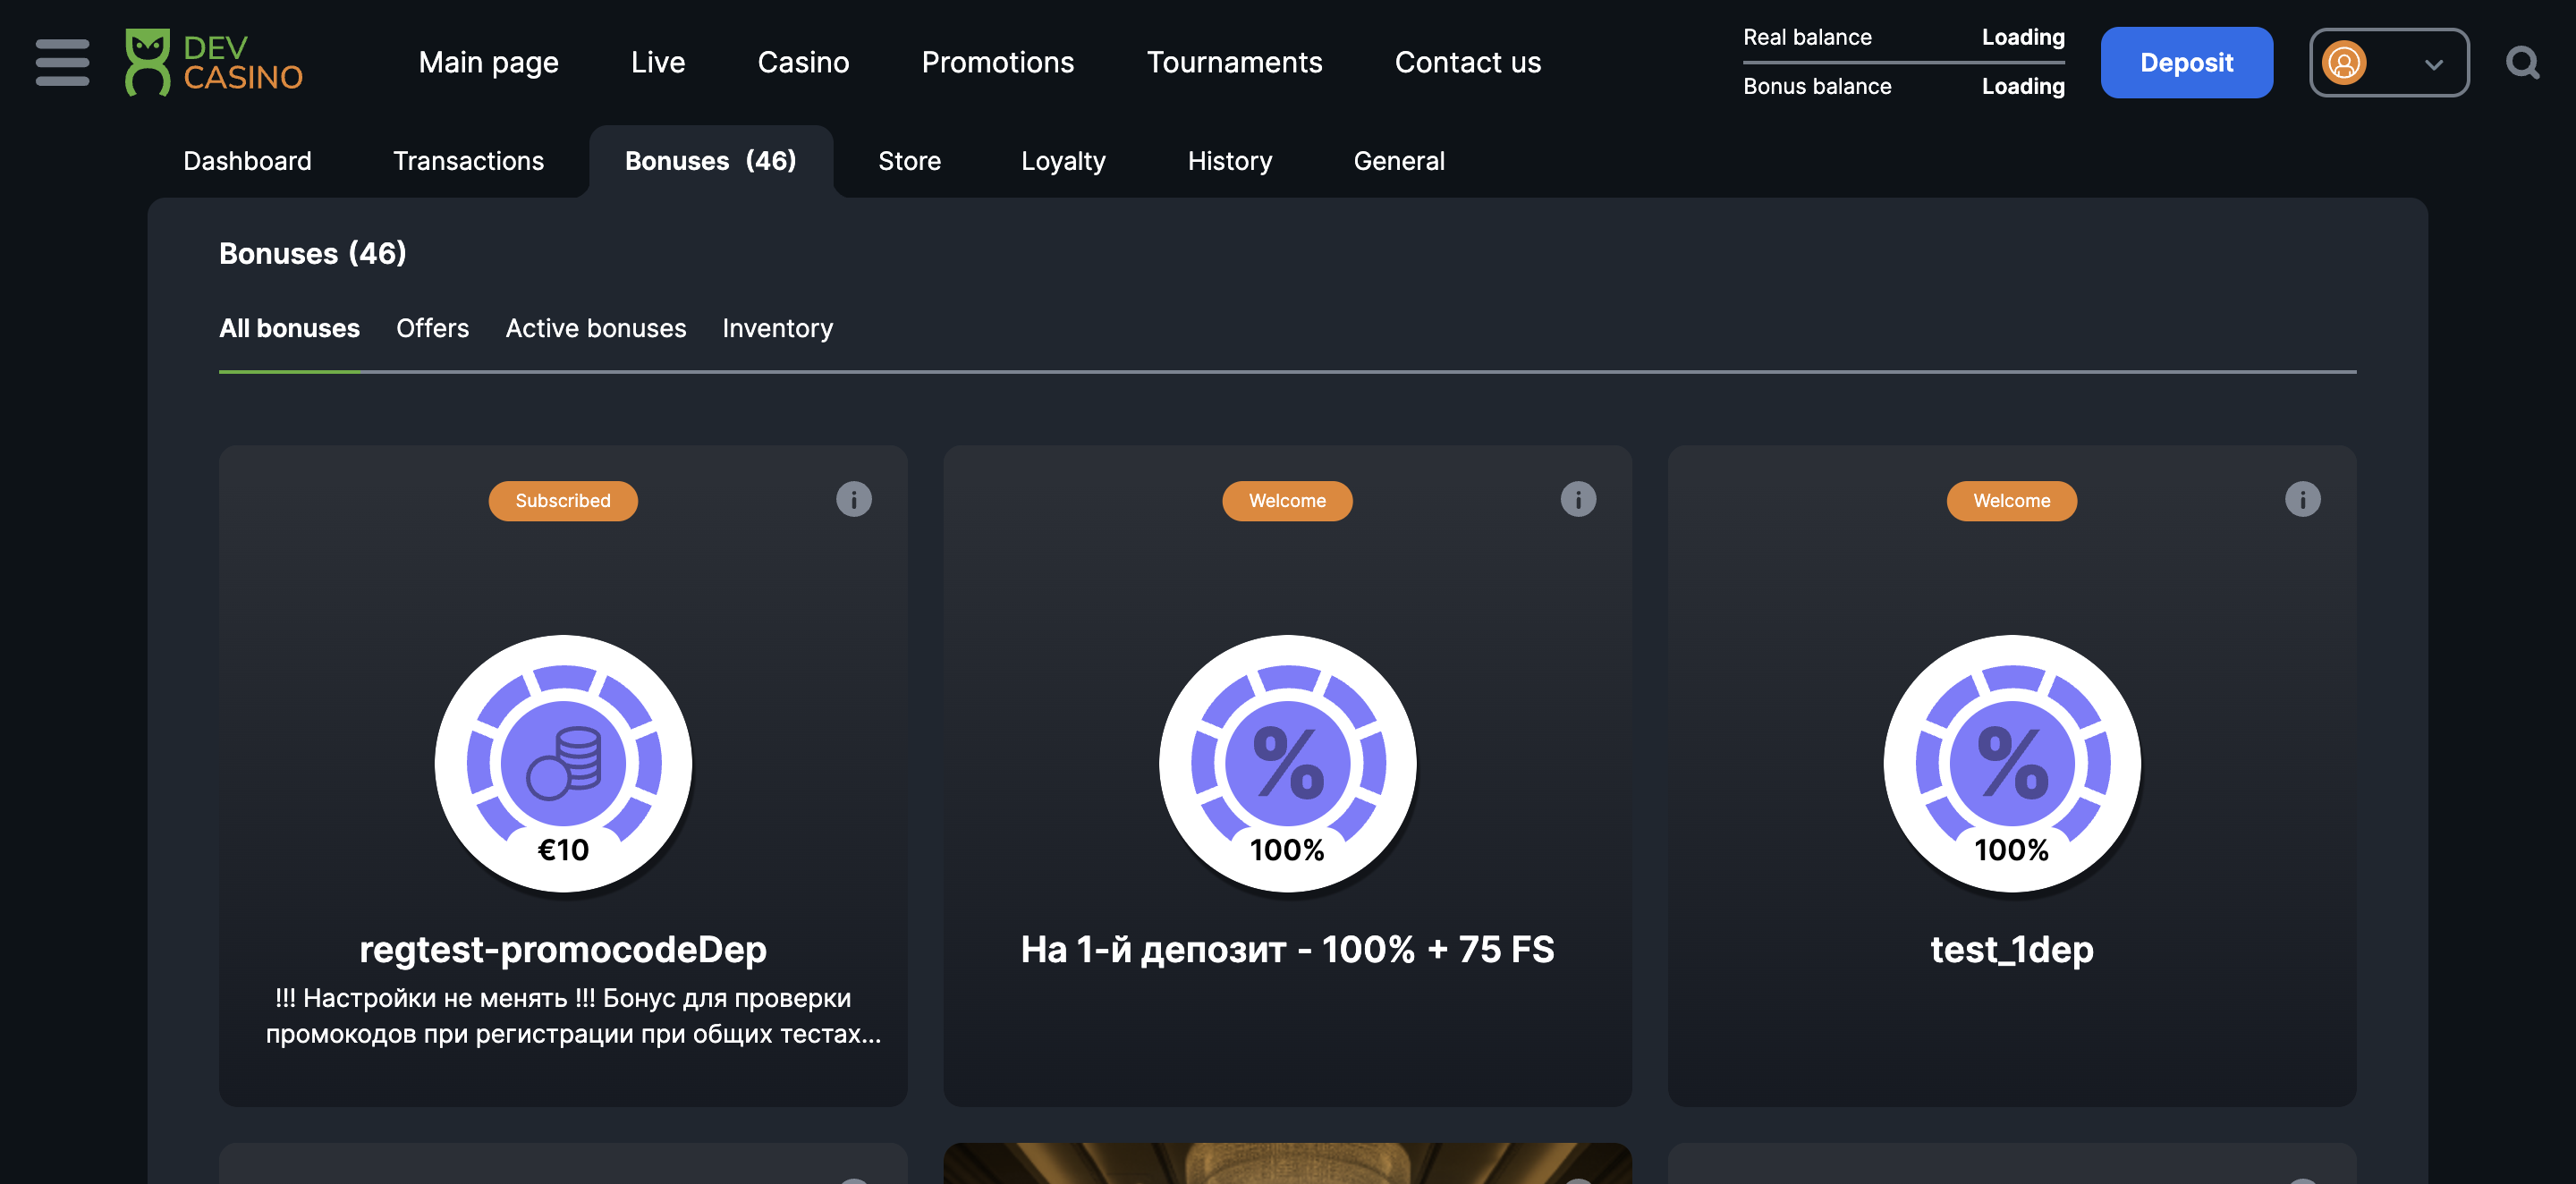 DEV
CASINO
Main page
Live
Casino
Promotions
Tournaments
Contact us
Real balance
Loading
Bonus balance
Loading
Deposit
Dashboard
Transactions
Bonuses (46)
Store
Loyalty
History
General
Bonuses (46)
All bonuses
Offers
Active bonuses
Inventory
Subscribed
€10
regtest-promocodeDep
!!! Настройки не менять !!! Бонус для проверки
промокодов при регистрации при общих тестах...
Welcome
%
100%
На 1-й депозит - 100% + 75 FS
Welcome
%
100%
test_1dep